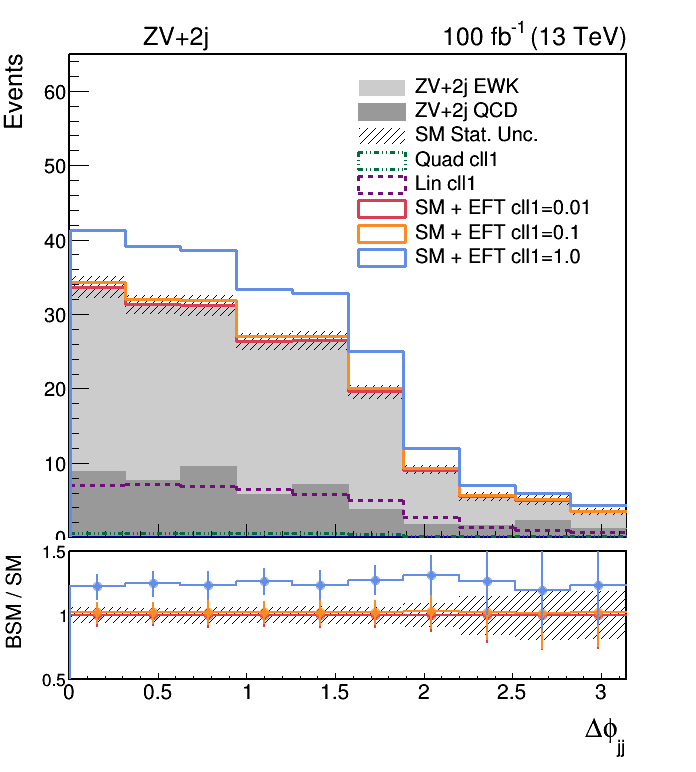 ZV+2j 100 fb-1 (13 TeV)
Events
60
50
40
30
20
10
0
ZV+2j EWK
ZV+2j QCD
SM Stat. Unc.
Quad cll1
Lin cll1
SM + EFT cll1=0.01
SM + EFT cll1=0.1
SM + EFT cll1=1.0
BSM / SM
1.5
1
0.5
0 0.5 1 1.5 2 2.5 3
Δϕjj